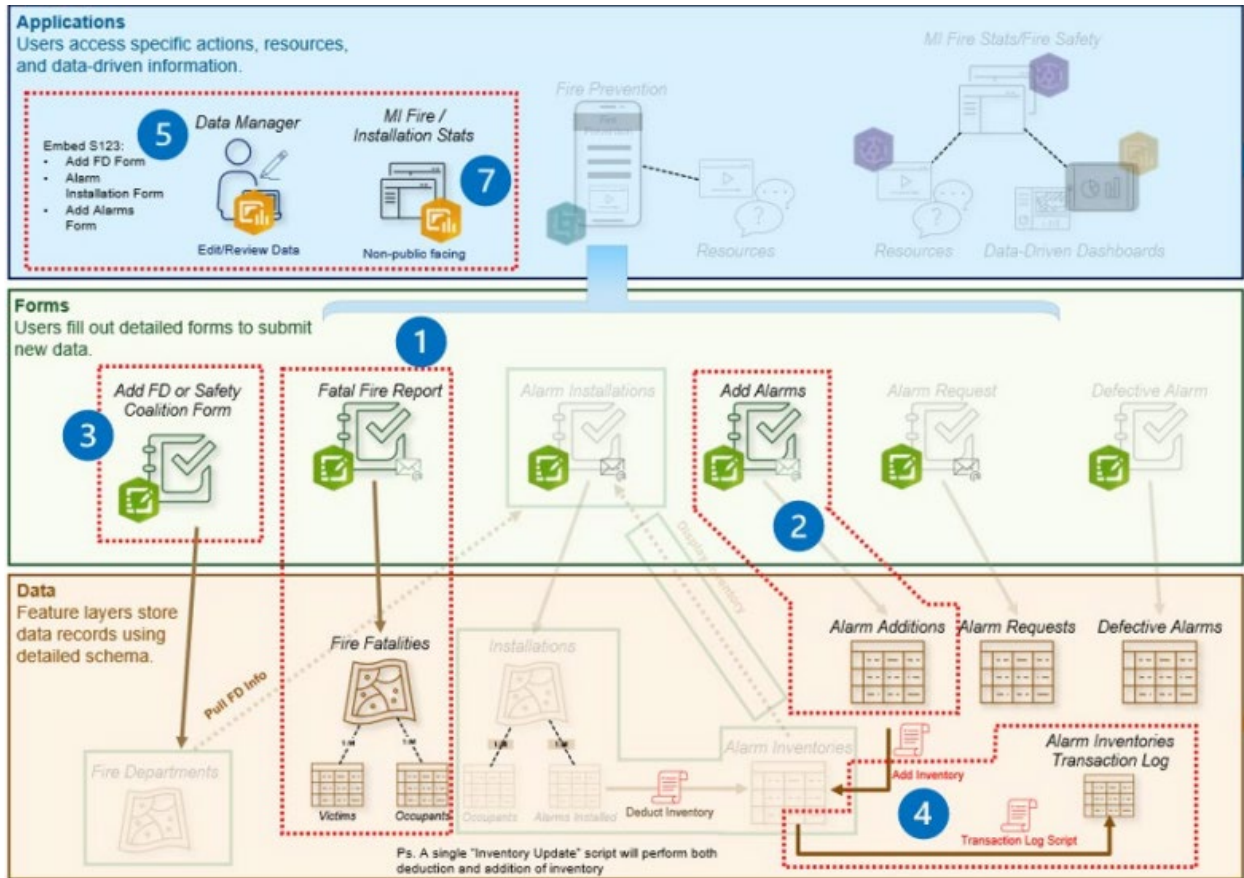 Applications
Users access specific actions, resources,
and data-driven information.
MI Fire Stats/Fire Safety
Fire Prevention
Fire
5
Data Manager
MI Fire /
Installation Stats
Embed S123:
• Add FD Form
• Alarm
Installation Form
• Add Alarms
Form
7
Edit/Review Data
Non-public facing
Resources
Resources
Data-Driven Dashboards
Forms
Users fill out detailed forms to submit
new data.
1
Add FD or Safety
Coalition Form
Fatal Fire Report
Alarm Installations
Add Alarms
Alarm Request
Defective Alarm
3
2
Display Inventory
Data
Feature layers store
data records using
detailed schema.
Pull FD Info
Fire Fatalities
Installations
Alarm Additions
Alarm Requests
Defective Alarms
1:M
1:M
Fire Departments
Victims
Occupants
Occupants
Alarms Installed
Deduct Inventory
Alarm Inventories
Add Inventory
Alarm Inventories
Transaction Log
4
Transaction Log Script
Ps. A single "Inventory Update" script will perform both
deduction and addition of inventory